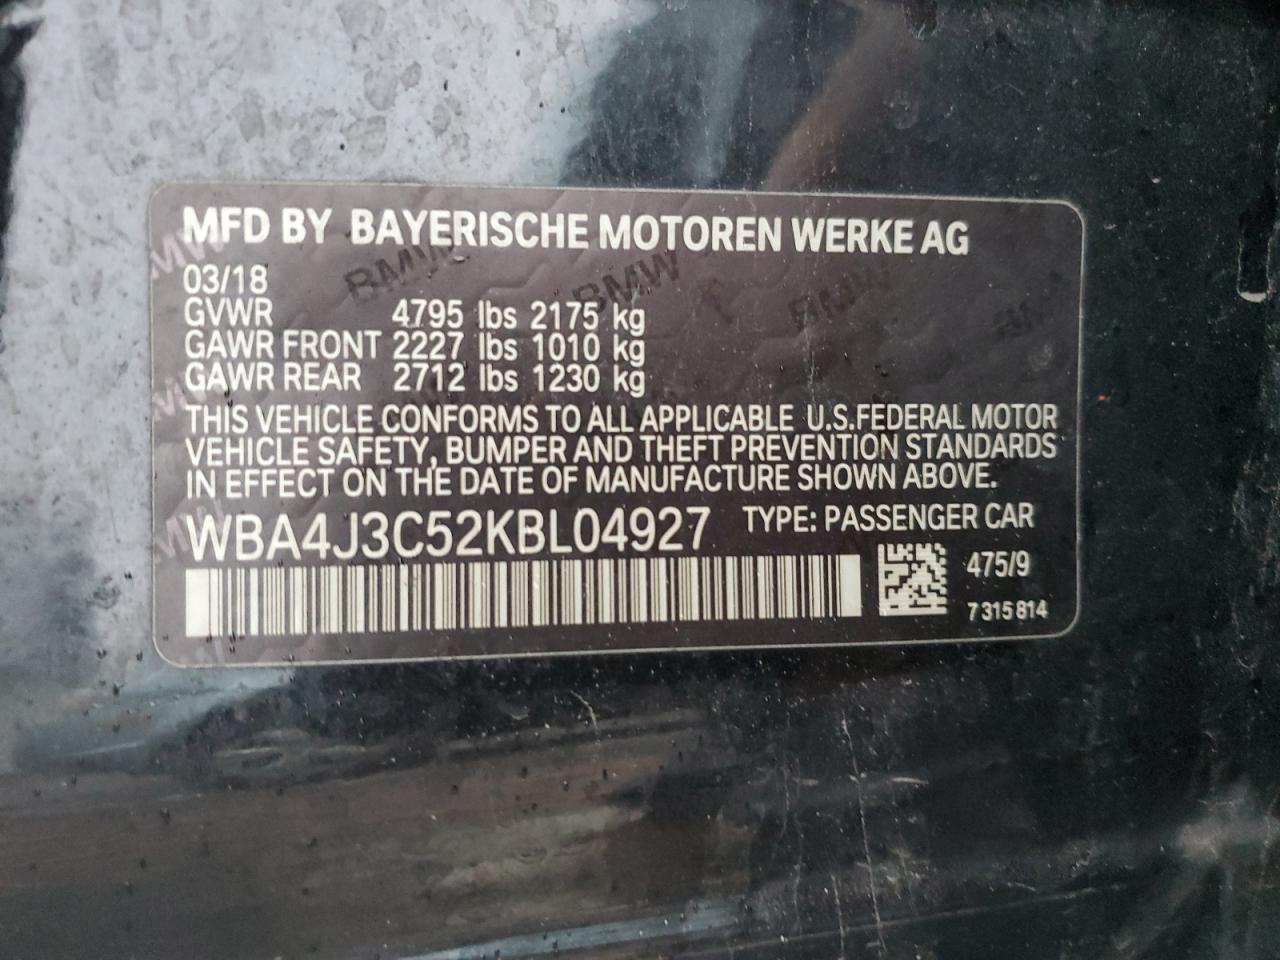 MFD BY BAYERISCHE MOTOREN WERKE AG
03/18
GVWR 4795 lbs 2175 kg
GAWR FRONT 2227 lbs 1010 kg
GAWR REAR 2712 lbs 1230 kg
THIS VEHICLE CONFORMS TO ALL APPLICABLE U.S.FEDERAL MOTOR
VEHICLE SAFETY, BUMPER AND THEFT PREVENTION STANDARDS
IN EFFECT ON THE DATE OF MANUFACTURE SHOWN ABOVE.
WBA4J3C52KBL04927 TYPE: PASSENGER CAR
475/9
7 315 814
BMW
BMW
BMW